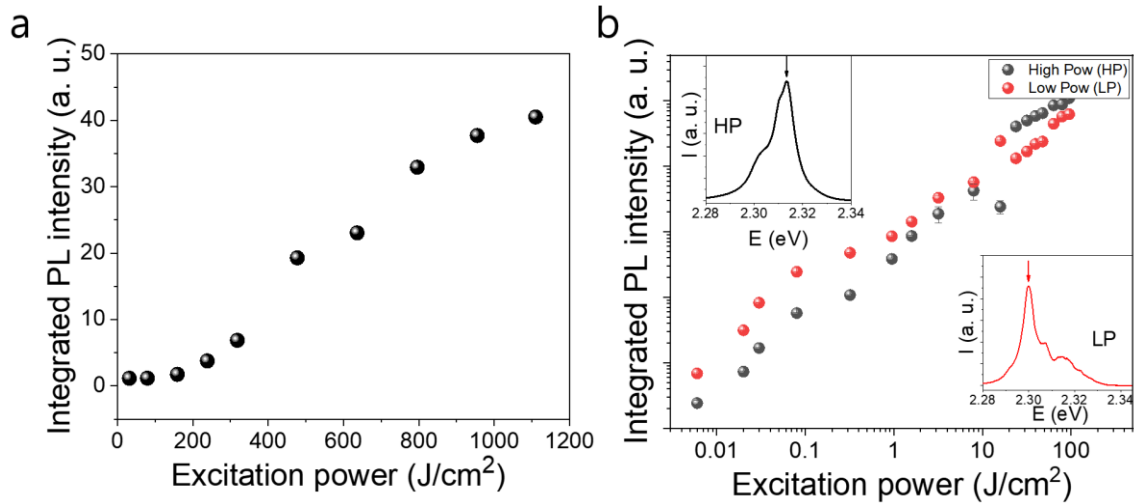 a
Integrated PL intensity (a. u.)
50
40
30
20
10
0
0 200 400 600 800 1000 1200
Excitation power (J/cm²)
b
Integrated PL intensity (a. u.)
High Pow (HP)
Low Pow (LP)
HP
I (a. u.)
2.28 2.30 2.32 2.34
E (eV)
LP
I (a. u.)
2.28 2.30 2.32 2.34
E (eV)
0.01 0.1 1 10 100
Excitation power (J/cm²)